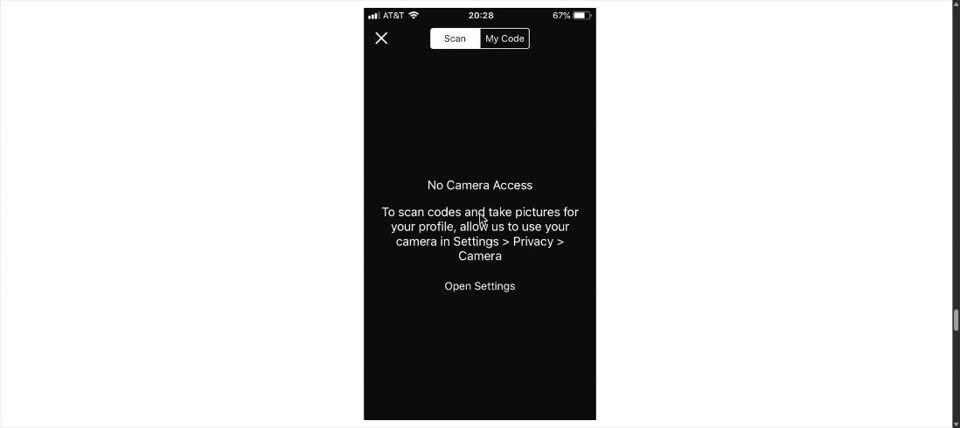 AT&T 20:28 67%
Scan My Code
No Camera Access
To scan codes and take pictures for
your profile, allow us to use your
camera in Settings > Privacy >
Camera
Open Settings